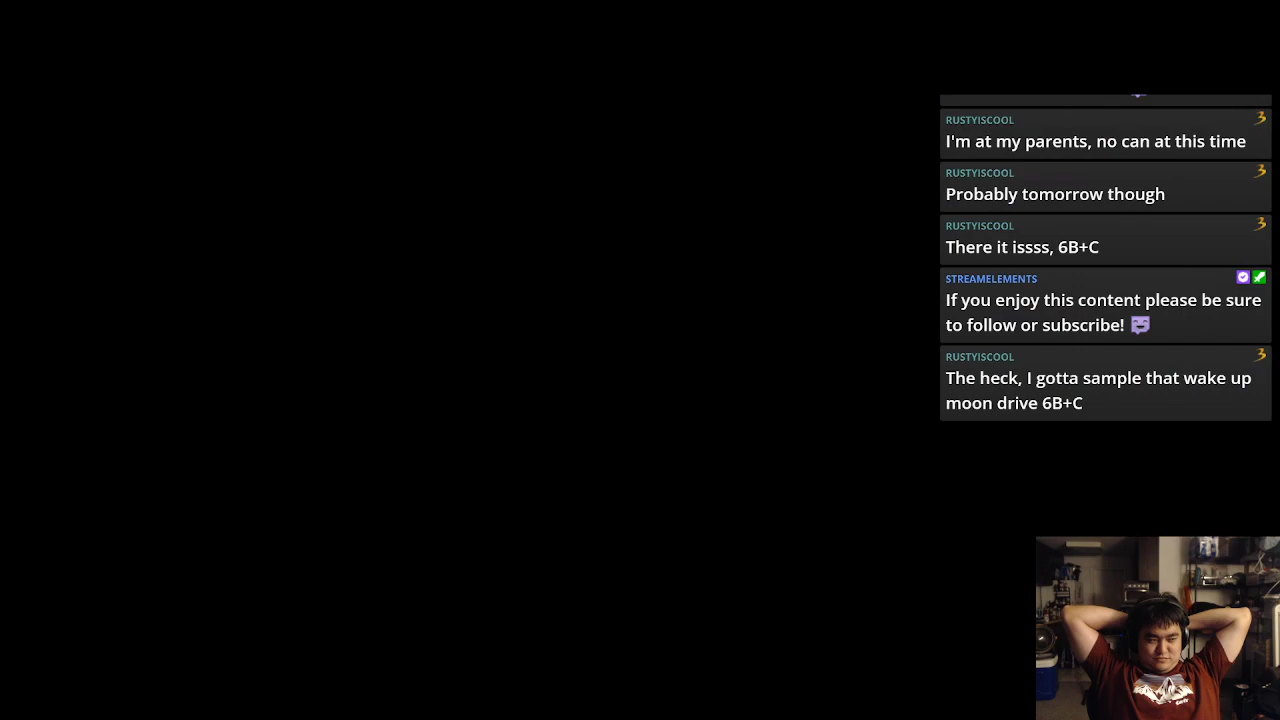 RUSTYISCOOL
I'm at my parents, no can at this time
RUSTYISCOOL
Probably tomorrow though
RUSTYISCOOL
There it issss, 6B+C
STREAMELEMENTS
If you enjoy this content please be sure
to follow or subscribe!
RUSTYISCOOL
The heck, I gotta sample that wake up
moon drive 6B+C